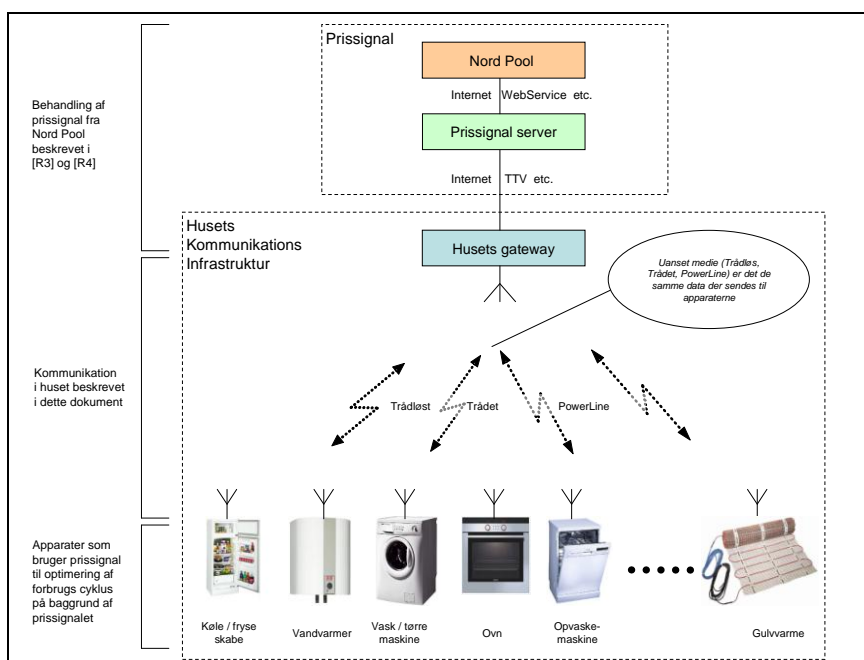 Prissignal
Nord Pool
Internet WebService etc.
Prissignal server
Internet TTV etc.
Behandling af
prissignal fra
Nord Pool
beskrevet i
[R3] og [R4]
Husets
Kommunikations
Infrastruktur
Husets gateway
Uanset medie (Trådløs,
Trådet, PowerLine) er det de
samme data der sendes til
apparaterne
Kommunikation
i huset beskrevet
i dette dokument
Trådløst
Trådet
PowerLine
Apparater som
bruger prissignal
til optimering af
forbrugs cyklus
på baggrund af
prissignalet
Køle / fryse
skabe
Vandvarmer
Vask / tørre
maskine
Ovn
Opvaske-
maskine
Gulvvarme